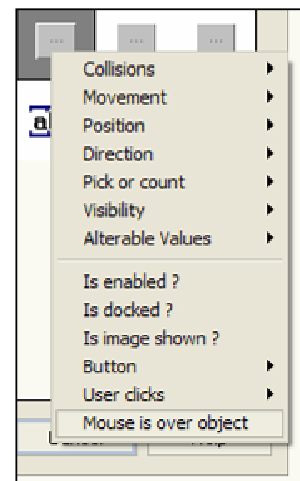 ...
...
...
Collisions
Movement
Position
Direction
Pick or count
Visibility
Alterable Values
Is enabled ?
Is docked ?
Is image shown ?
Button
User clicks
Mouse is over object